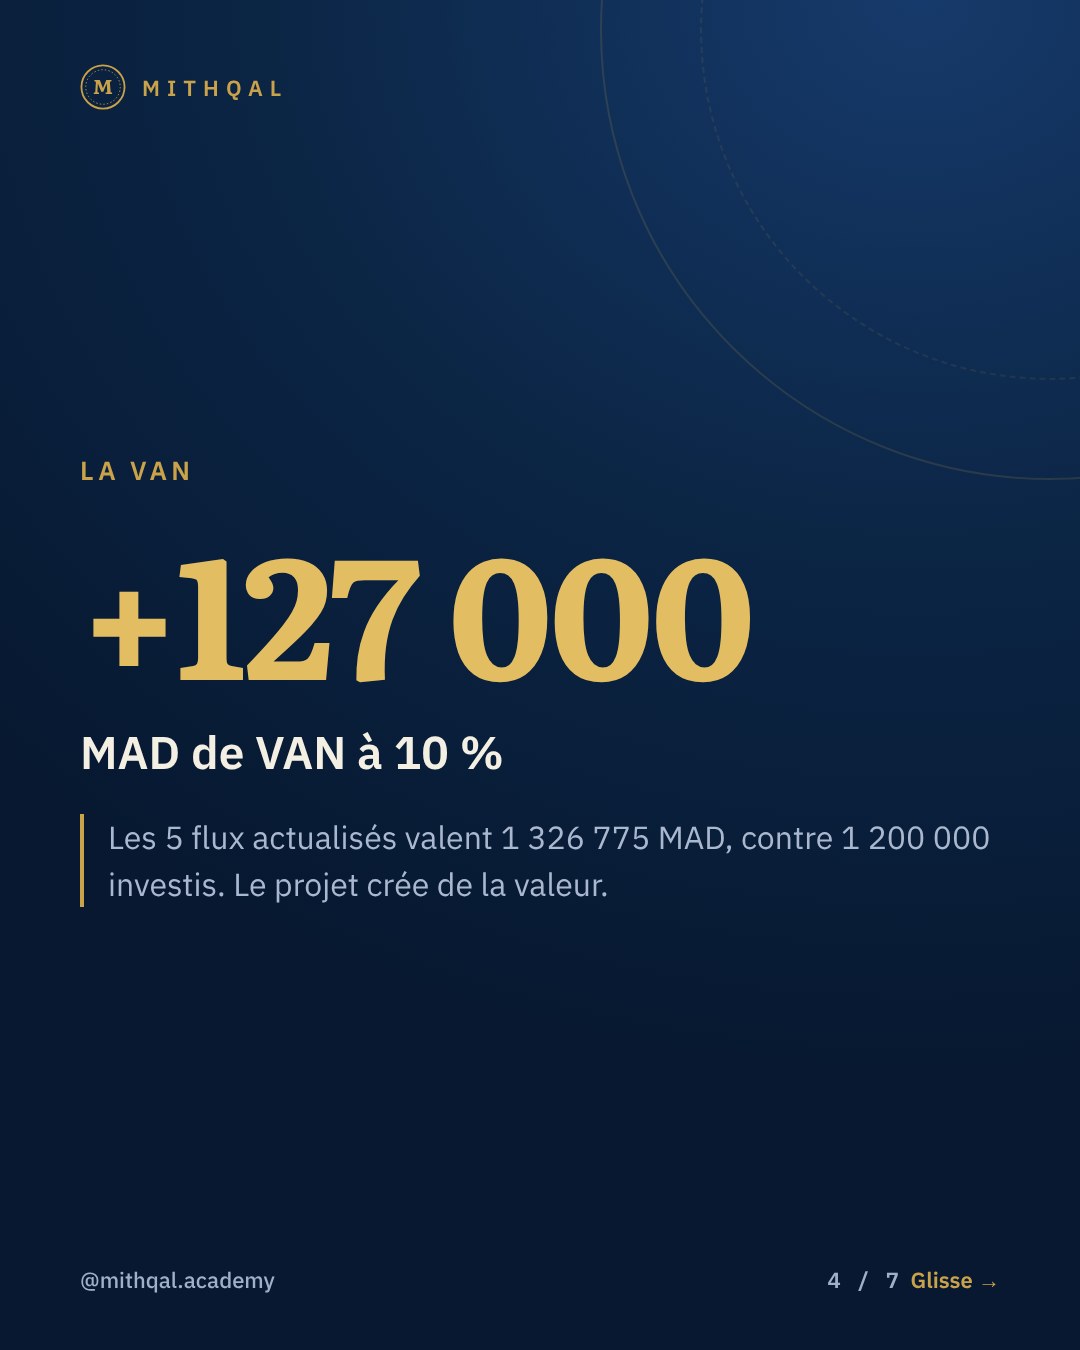 M MITHQAL
LA VAN
+127 000
MAD de VAN à 10 %
Les 5 flux actualisés valent 1 326 775 MAD, contre 1 200 000
investis. Le projet crée de la valeur.
@mithqal.academy
4 / 7 Glisse →